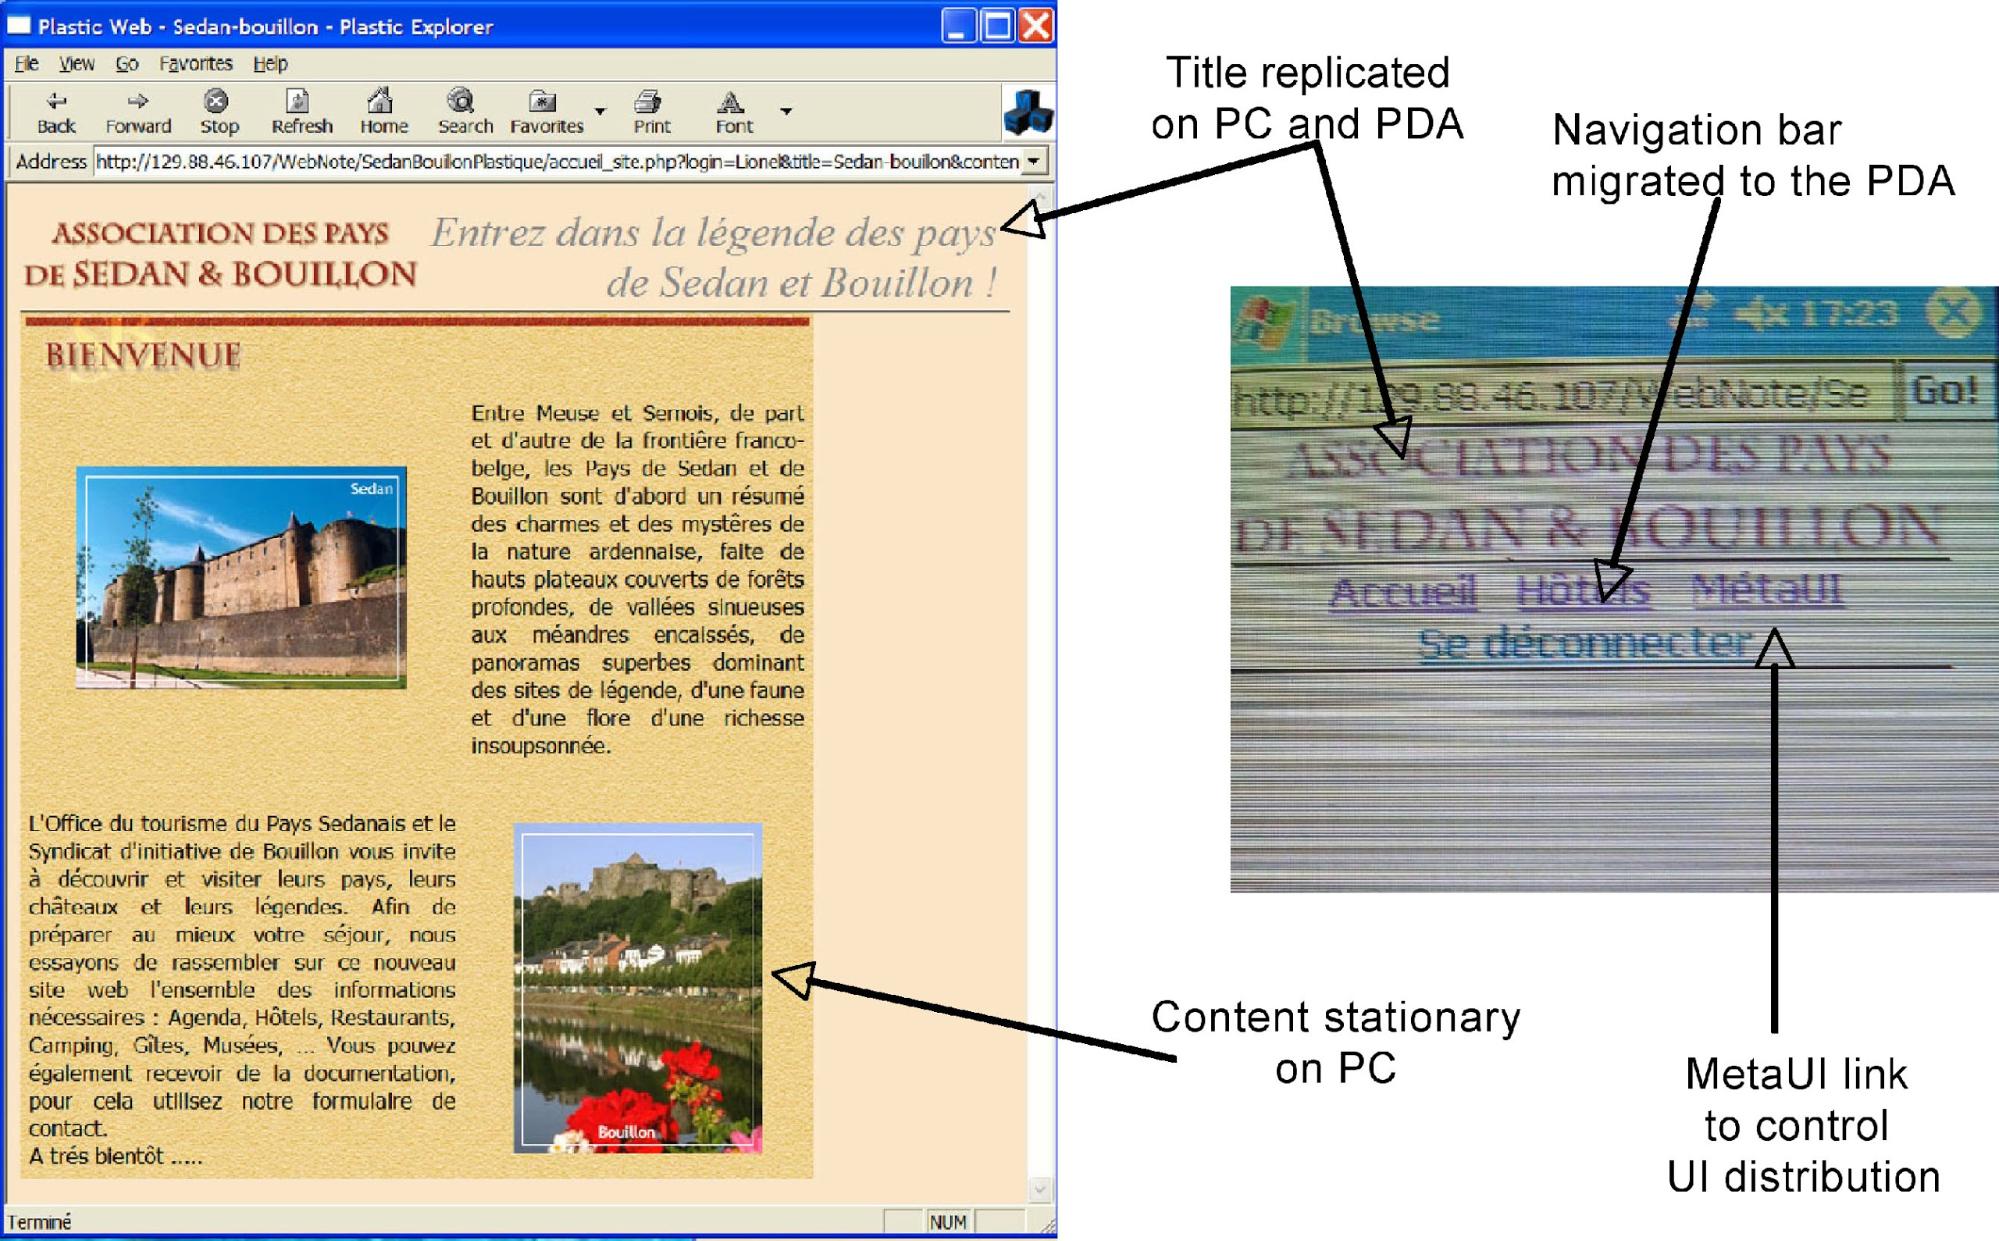 Plastic Web - Sedan-bouillon - Plastic Explorer
File View Go Favorites Help
Back Forward Stop Refresh Home Search Favorites Print Font
Address http://129.88.46.107/WebNote/SedanBouillonPlastique/accueil_site.php?login=Lionel&title=Sedan-bouillon&conten
ASSOCIATION DES PAYS
DE SEDAN & BOUILLON
Entrez dans la légende des pays
de Sedan et Bouillon !
BIENVENUE
Sedan
Entre Meuse et Semois, de part
et d'autre de la frontière franco-
belge, les Pays de Sedan et de
Bouillon sont d'abord un résumé
des charmes et des mystêres de
la nature ardennaise, faite de
hauts plateaux couverts de forêts
profondes, de vallées sinueuses
aux méandres encaissés, de
panoramas superbes dominant
des sites de légende, d'une faune
et d'une flore d'une richesse
insoupsonnée.
L'Office du tourisme du Pays Sedanais et le
Syndicat d'initiative de Bouillon vous invite
à découvrir et visiter leurs pays, leurs
châteaux et leurs légendes. Afin de
préparer au mieux votre séjour, nous
essayons de rassembler sur ce nouveau
site web l'ensemble des informations
nécessaires : Agenda, Hôtels, Restaurants,
Camping, Gîtes, Musées, ... Vous pouvez
également recevoir de la documentation,
pour cela utilisez notre formulaire de
contact.
A trés bientôt .....
Bouillon
Terminé
NUM
Title replicated
on PC and PDA
Navigation bar
migrated to the PDA
Browse 17:23
http://129.88.46.107/WebNote/Se Go!
ASSOCIATION DES PAYS
DE SEDAN & BOUILLON
Accueil Hôtels MétaUI
Se déconnecter
Content stationary
on PC
MetaUI link
to control
UI distribution